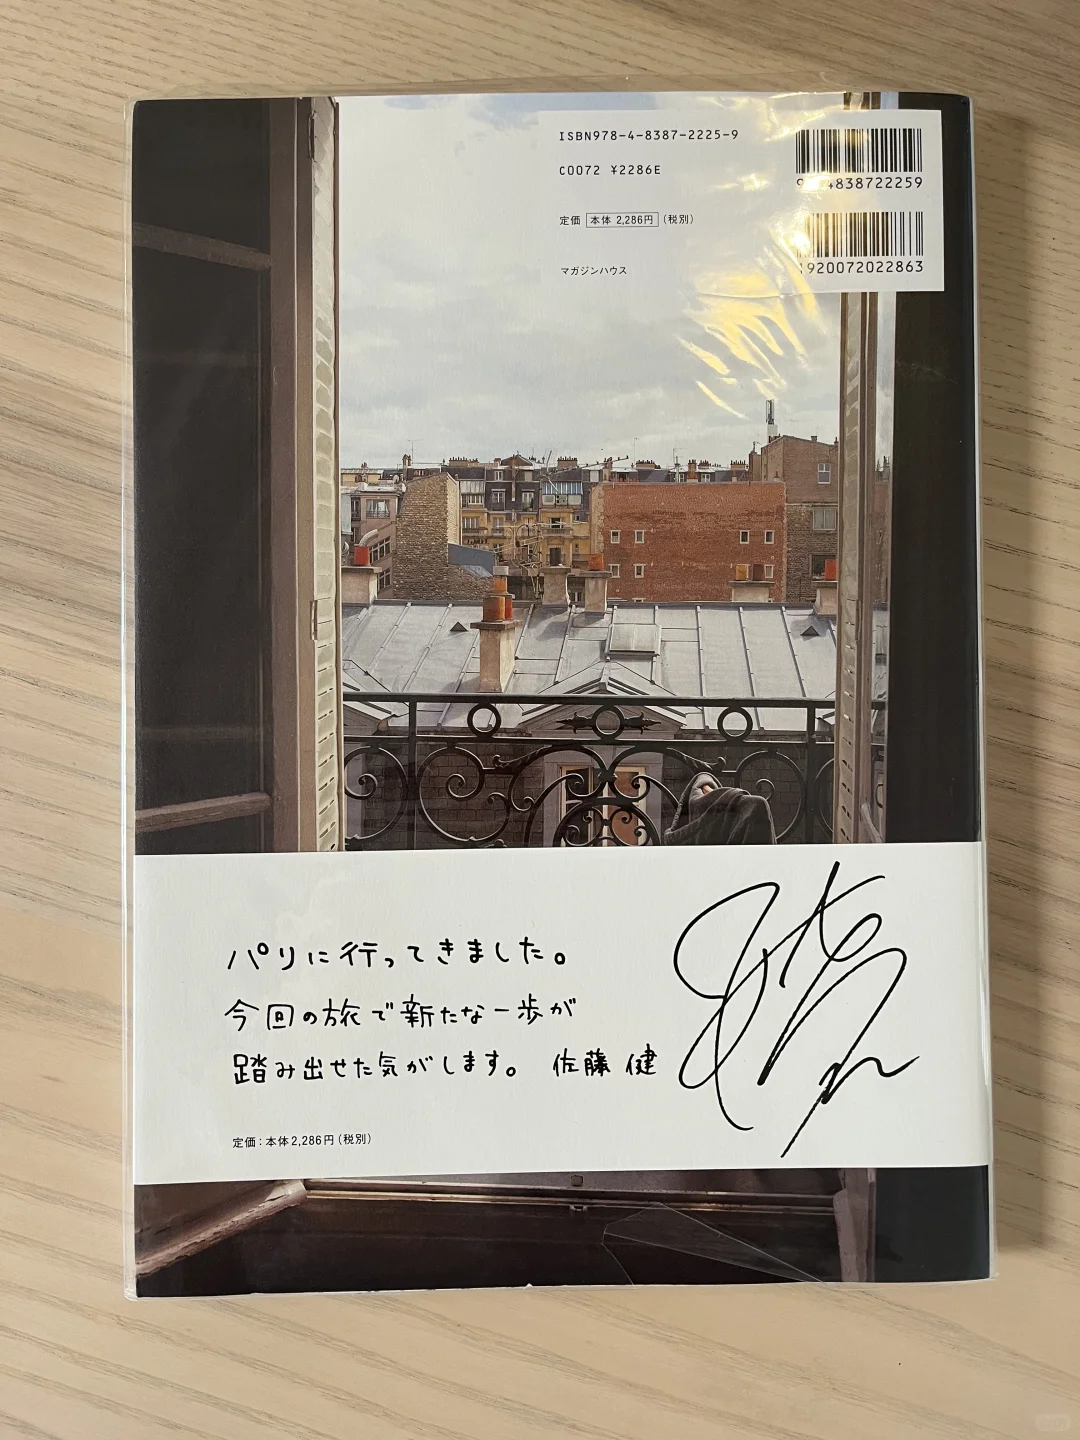 ISBN978-4-8387-2225-9
C0072 ¥2286E
定価 本体 2,286円 (税別)
マガジンハウス
1920072022863
パリに行ってきました。
今回の旅で新たな一歩が
踏み出せた気がします。 佐藤 健
定価:本体2,286円(税別)